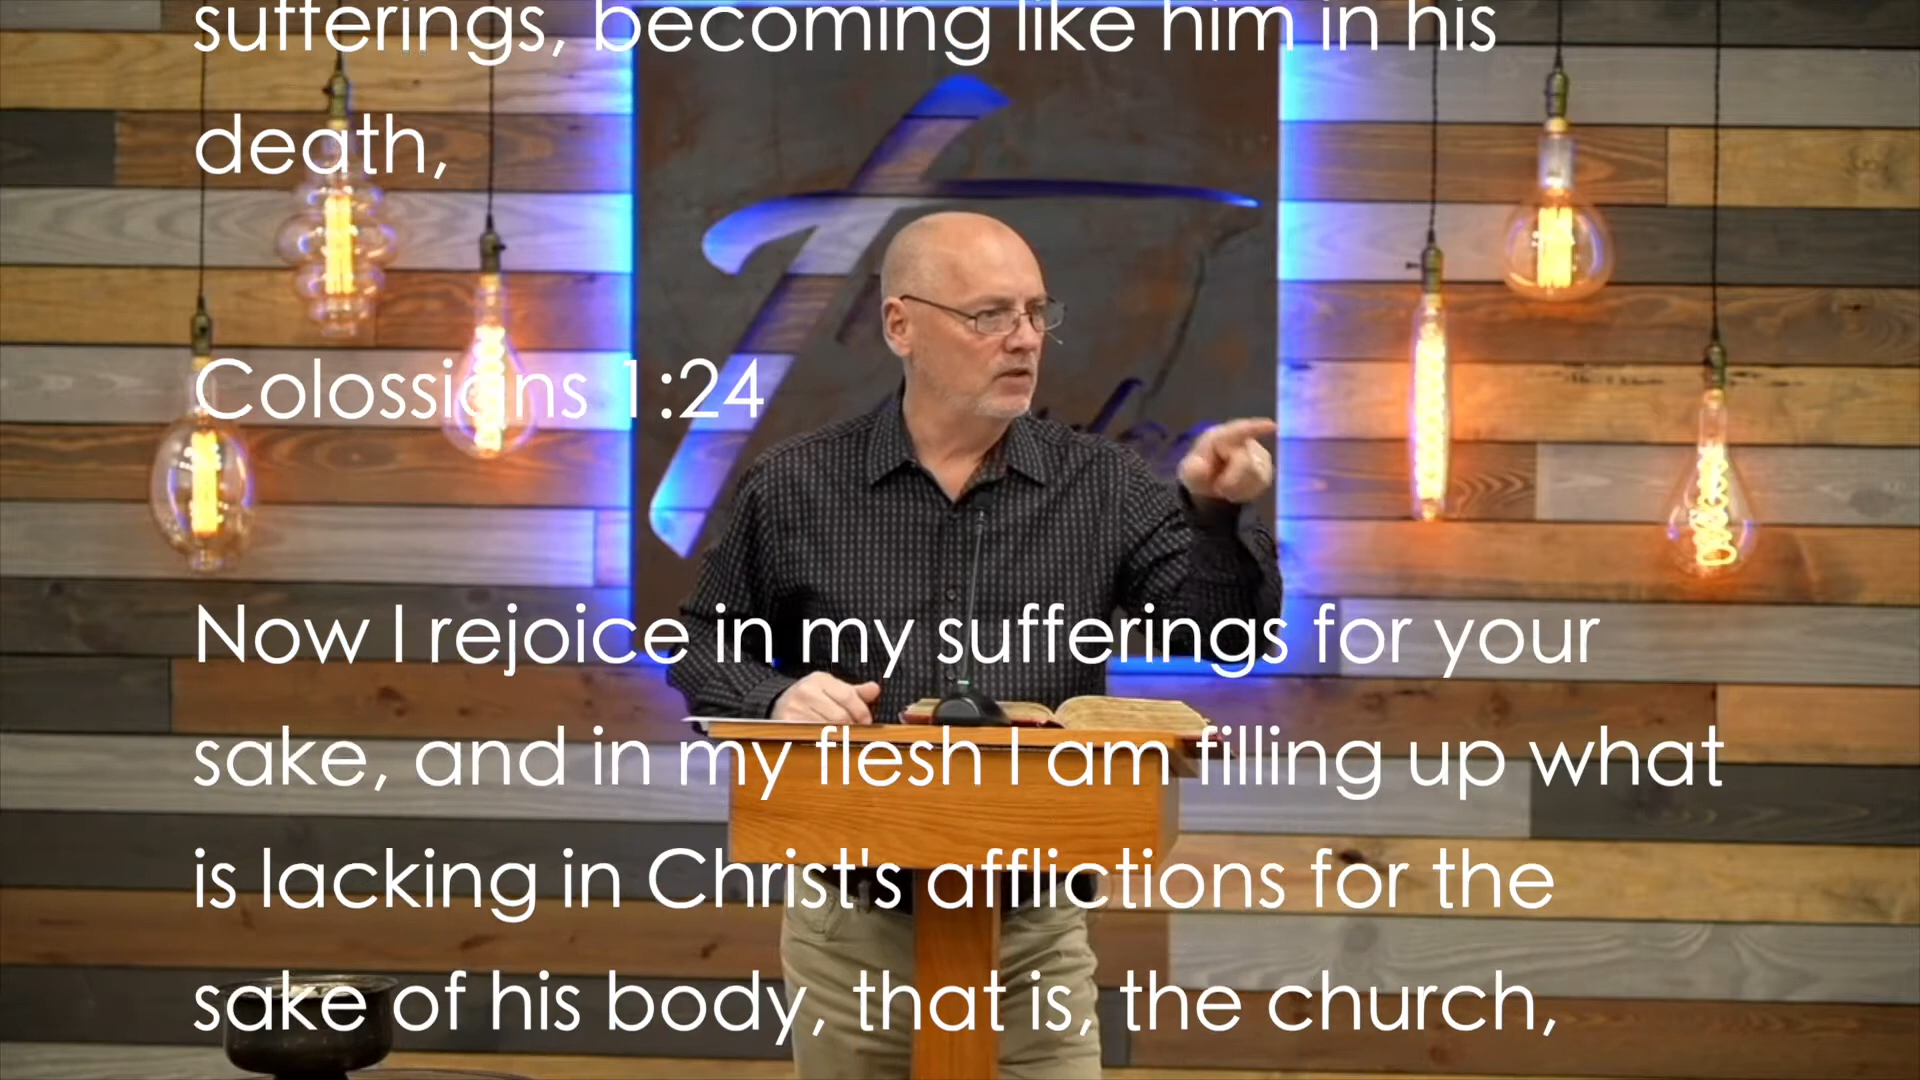 sufferings, becoming like him in his
death,
Colossians 1:24
Now I rejoice in my sufferings for your
sake, and in my flesh I am filling up what
is lacking in Christ's afflictions for the
sake of his body, that is, the church,